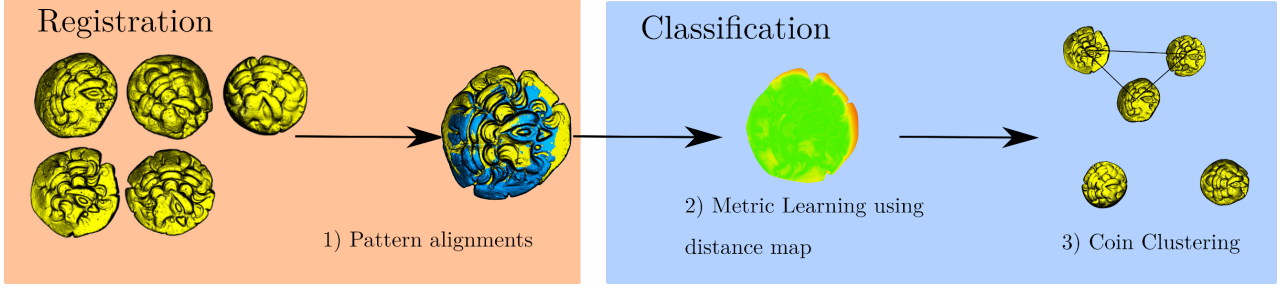 Registration
1) Pattern alignments
Classification
2) Metric Learning using
distance map
3) Coin Clustering